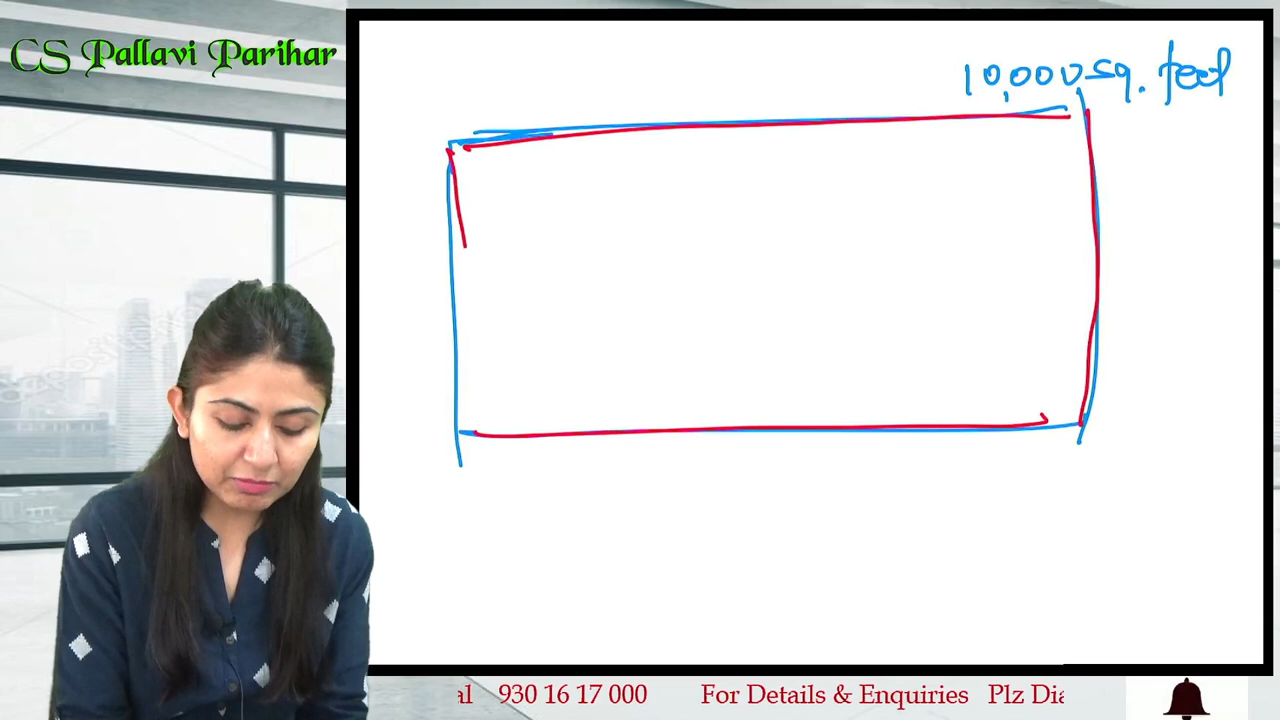 CS Pallavi Parihar
10,000 sq. feet
al 930 16 17 000 For Details & Enquiries Plz Dia